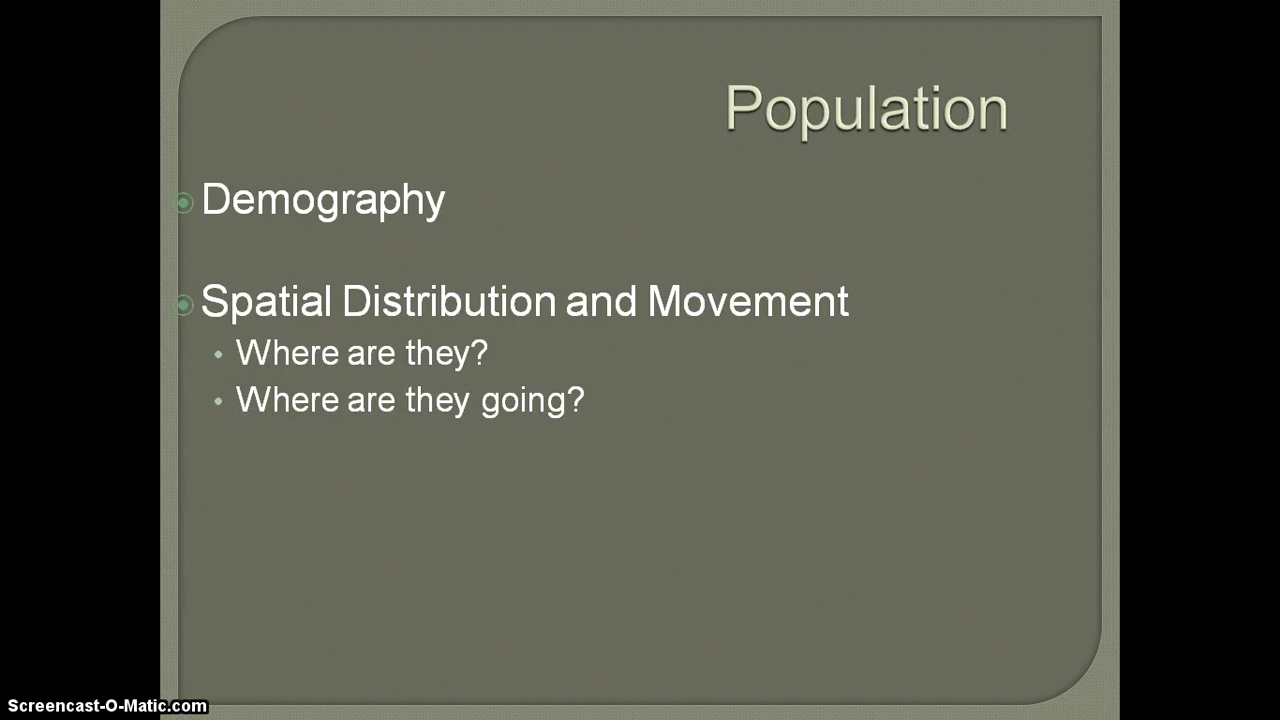 Population
Demography
Spatial Distribution and Movement
Where are they?
Where are they going?
Screencast-O-Matic.com